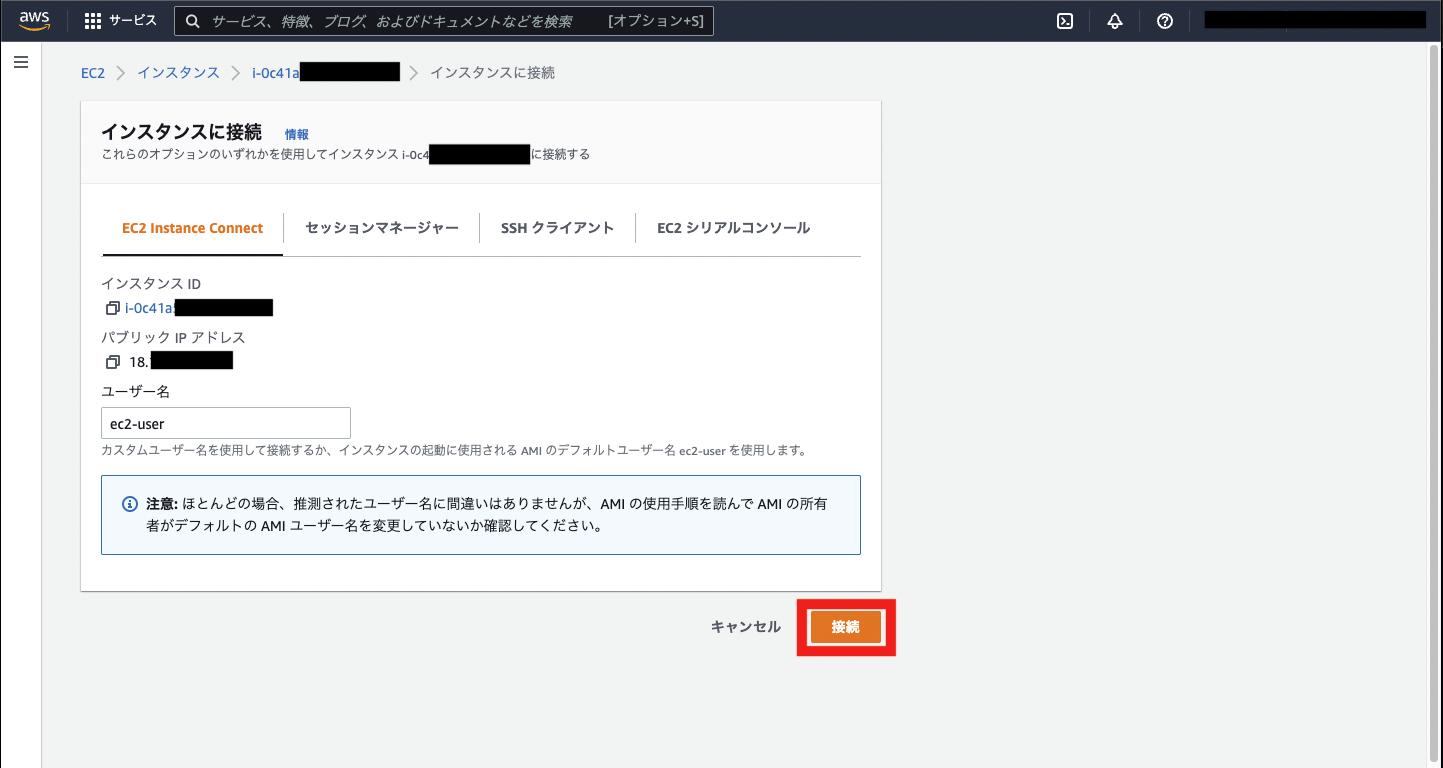 aws
サービス
サービス、特徴、ブログ、およびドキュメントなどを検索 [オプション+S]
EC2 インスタンス i-0c41a インスタンスに接続
インスタンスに接続 情報
これらのオプションのいずれかを使用してインスタンス i-0c4 に接続する
EC2 Instance Connect
セッションマネージャー
SSH クライアント
EC2 シリアルコンソール
インスタンス ID
i-0c41a
パブリック IP アドレス
18.
ユーザー名
ec2-user
カスタムユーザー名を使用して接続するか、インスタンスの起動に使用される AMI のデフォルトユーザー名 ec2-user を使用します。
注意: ほとんどの場合、推測されたユーザー名に間違いはありませんが、AMI の使用手順を読んで AMI の所有
者がデフォルトの AMI ユーザー名を変更していないか確認してください。
キャンセル
接続